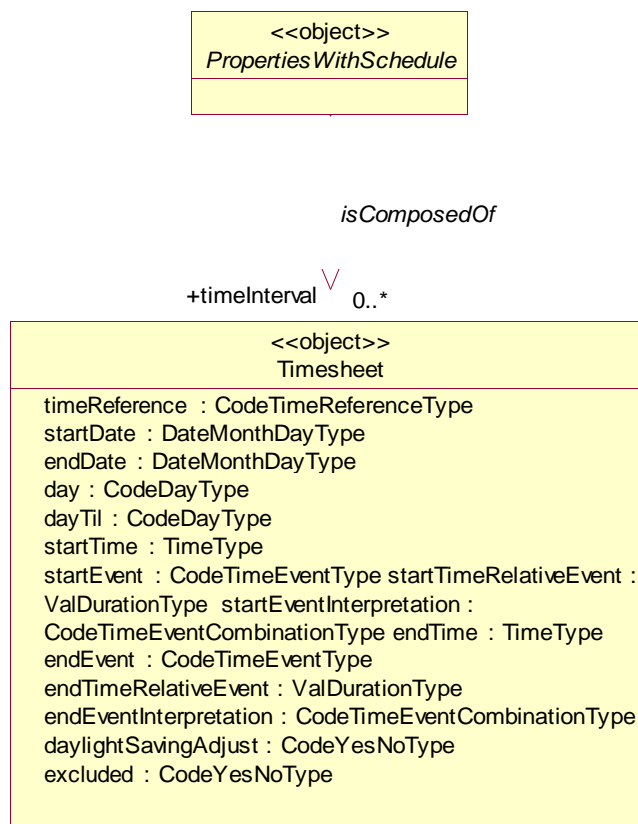 <<object>>
PropertiesWithSchedule
isComposedOf
+timeInterval 0..*
<<object>>
Timesheet
timeReference : CodeTimeReferenceType
startDate : DateMonthDayType
endDate : DateMonthDayType
day : CodeDayType
dayTil : CodeDayType
startTime : TimeType
startEvent : CodeTimeEventType startTimeRelativeEvent :
ValDurationType startEventInterpretation :
CodeTimeEventCombinationType endTime : TimeType
endEvent : CodeTimeEventType
endTimeRelativeEvent : ValDurationType
endEventInterpretation : CodeTimeEventCombinationType
daylightSavingAdjust : CodeYesNoType
excluded : CodeYesNoType